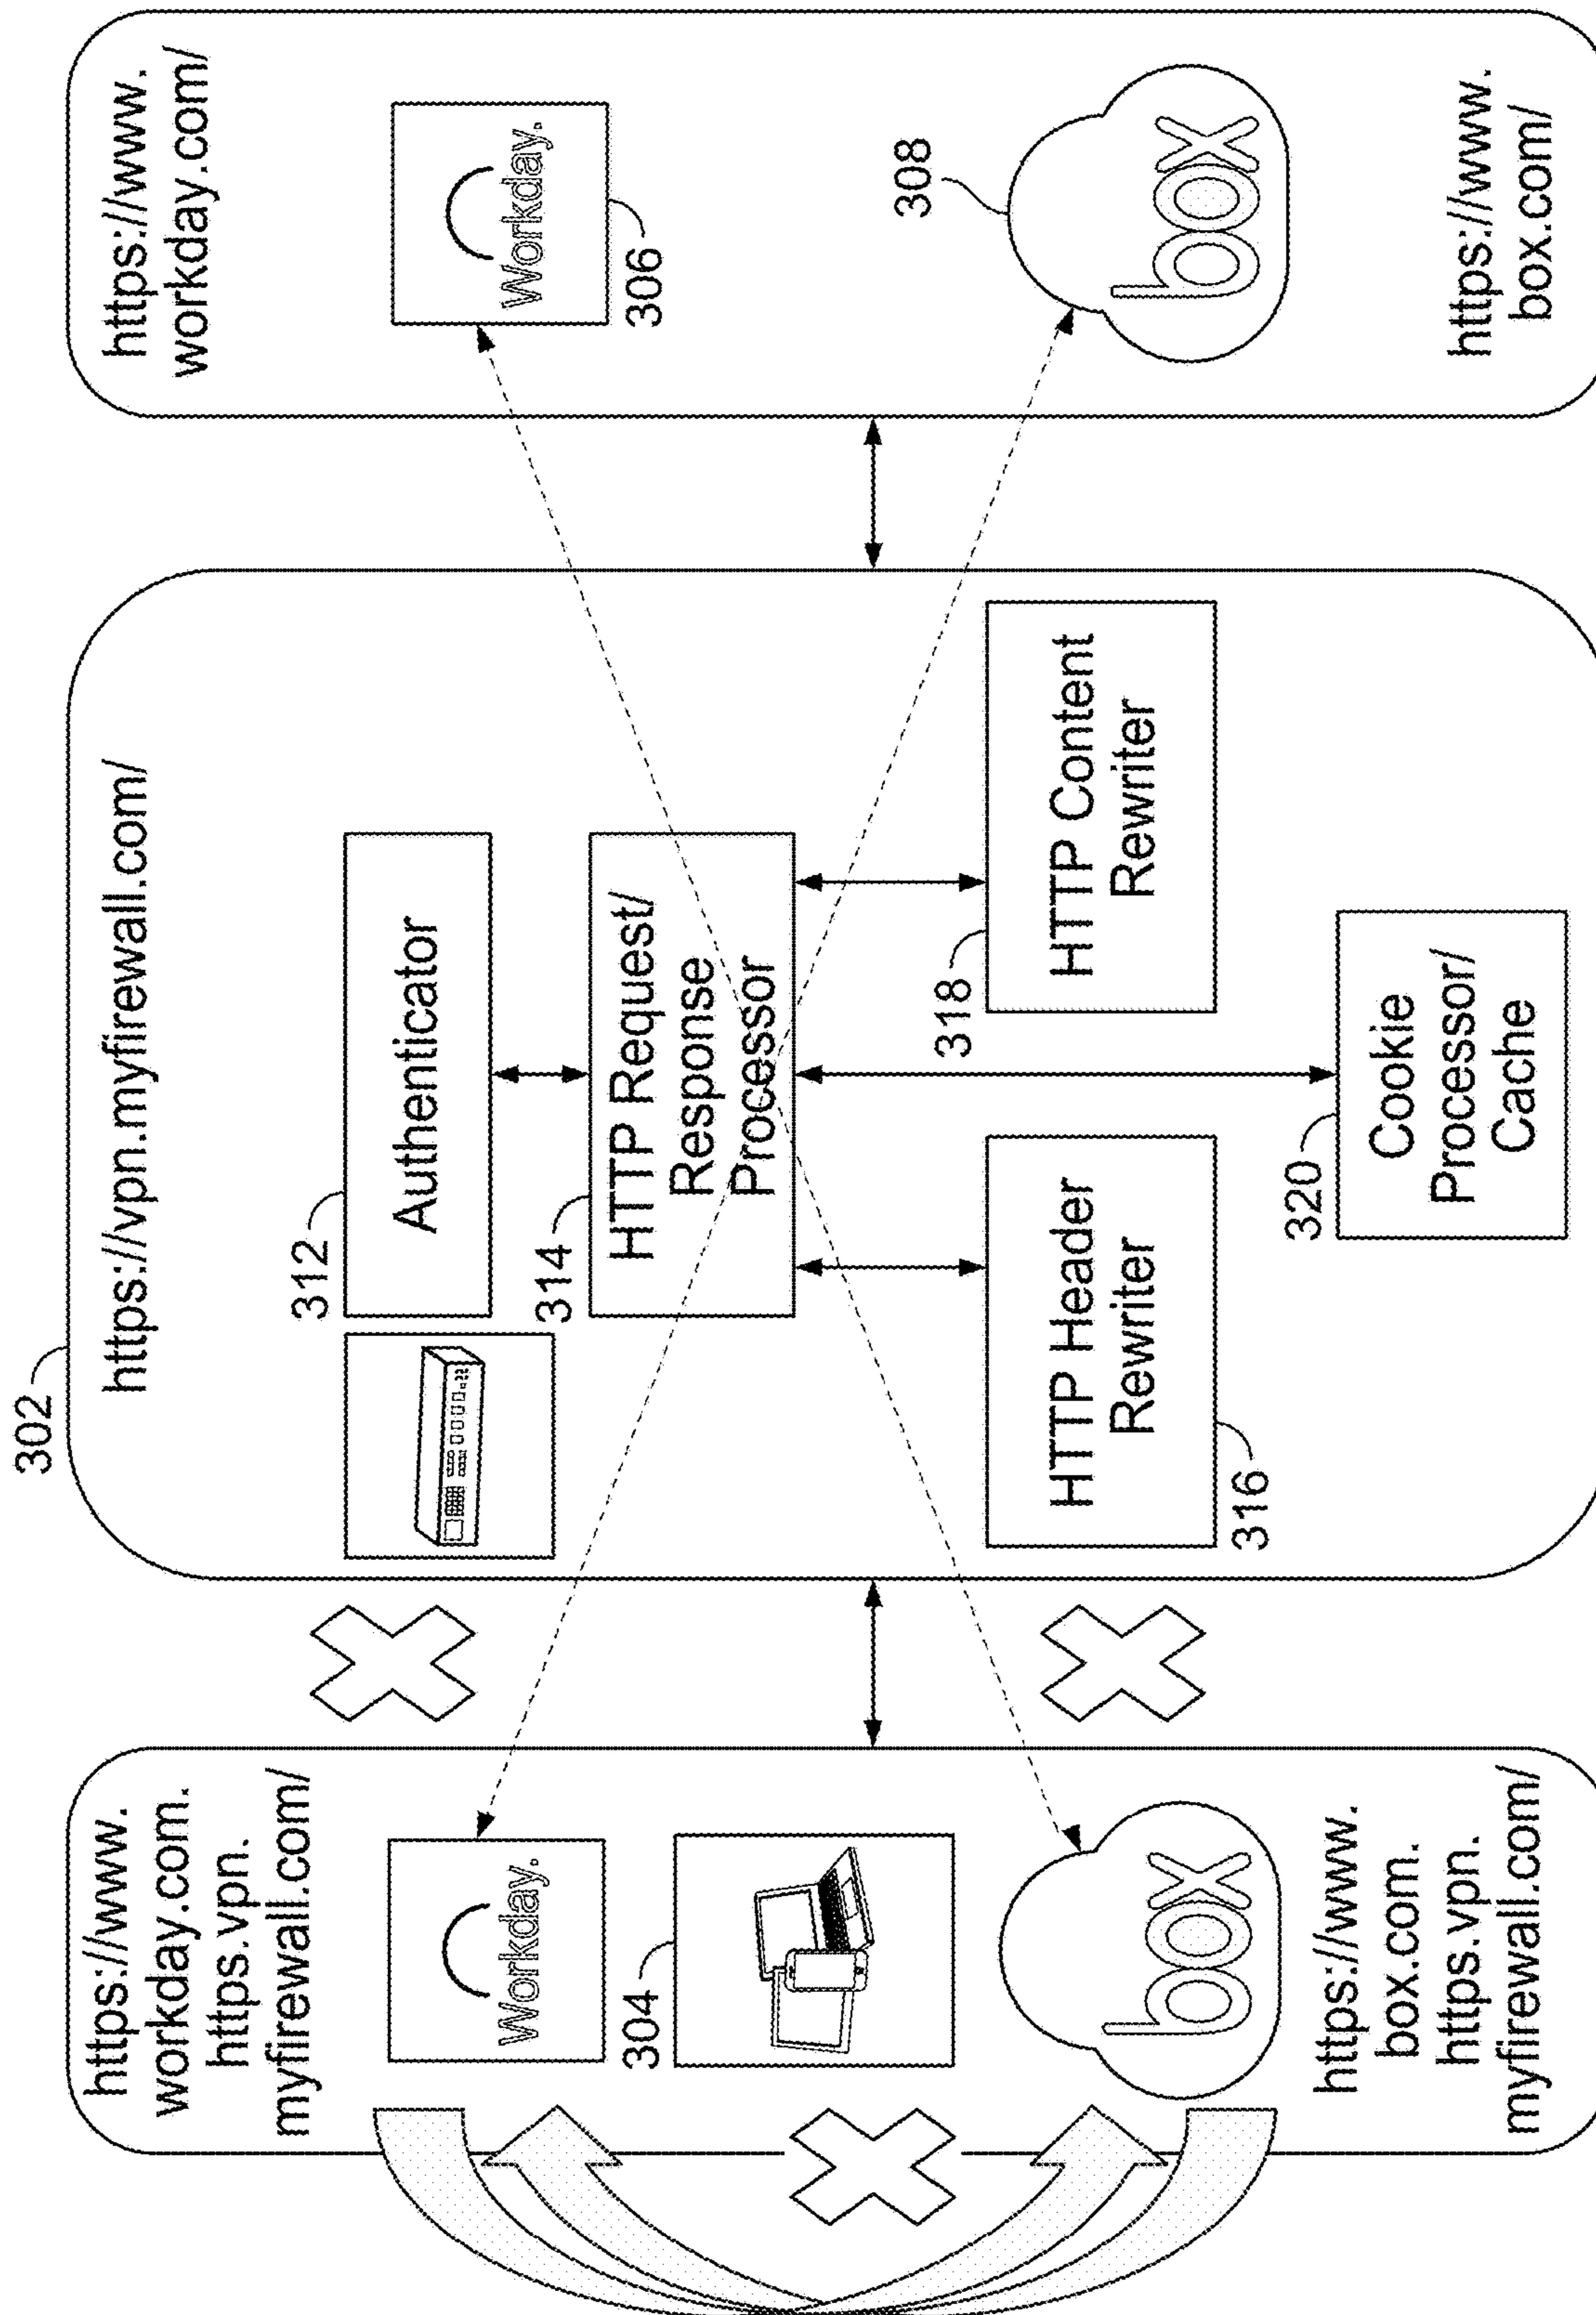 https://www.
workday.com.
https.vpn.
myfirewall.com/
Workday.
304
box
https://www.
box.com.
https.vpn.
myfirewall.com/
302
https://vpn.myfirewall.com/
312
Authenticator
314
HTTP Request/
Response
Processor
316
HTTP Header
Rewriter
318
HTTP Content
Rewriter
320
Cookie
Processor/
Cache
https://www.
workday.com/
Workday.
306
308
box
https://www.
box.com/